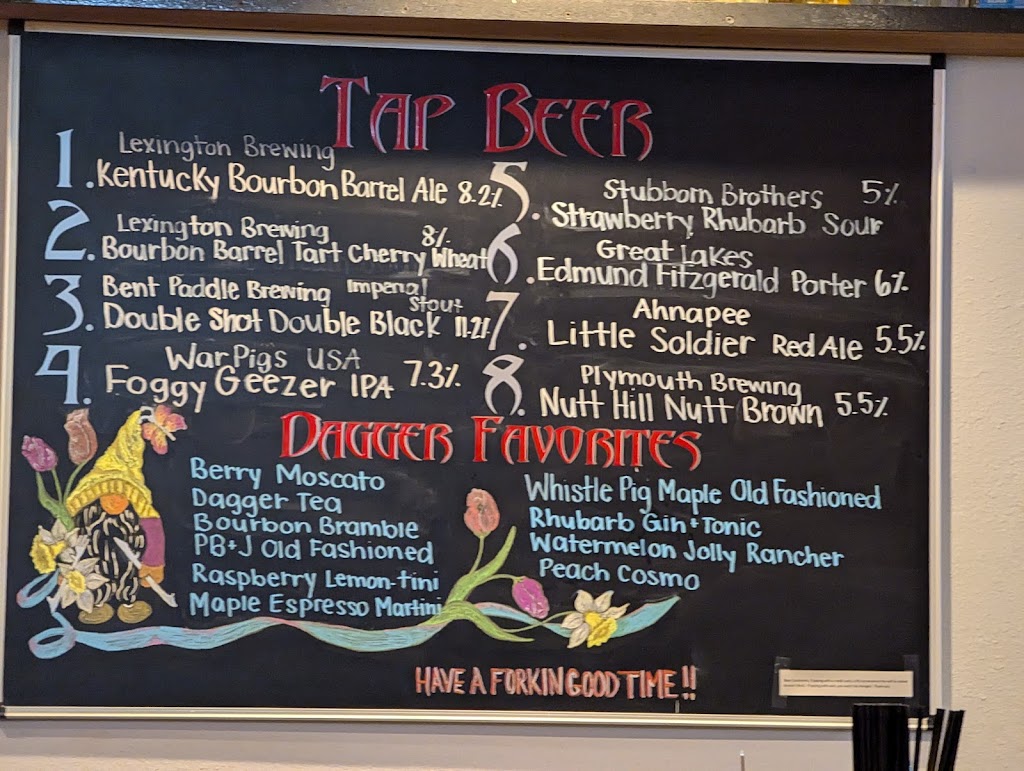 TAP BEER
1. Lexington Brewing
Kentucky Bourbon Barrel Ale 8.2%
2. Lexington Brewing
Bourbon Barrel Tart Cherry Wheat 8%
3. Bent Paddle Brewing Imperial Stout
Double Shot Double Black 11.2%
4. WarPigs USA
Foggy Geezer IPA 7.3%
5. Stubborn Brothers 5%
Strawberry Rhubarb Sour
6. Great Lakes
Edmund Fitzgerald Porter 6%
7. Ahnapee
Little Soldier Red Ale 5.5%
8. Plymouth Brewing
Nutt Hill Nutt Brown 5.5%
DAGGER FAVORITES
Berry Moscato
Dagger Tea
Bourbon Bramble
PB+J Old Fashioned
Raspberry Lemon-tini
Maple Espresso Martini
Whistle Pig Maple Old Fashioned
Rhubarb Gin + Tonic
Watermelon Jolly Rancher
Peach Cosmo
HAVE A FORKIN GOOD TIME!!